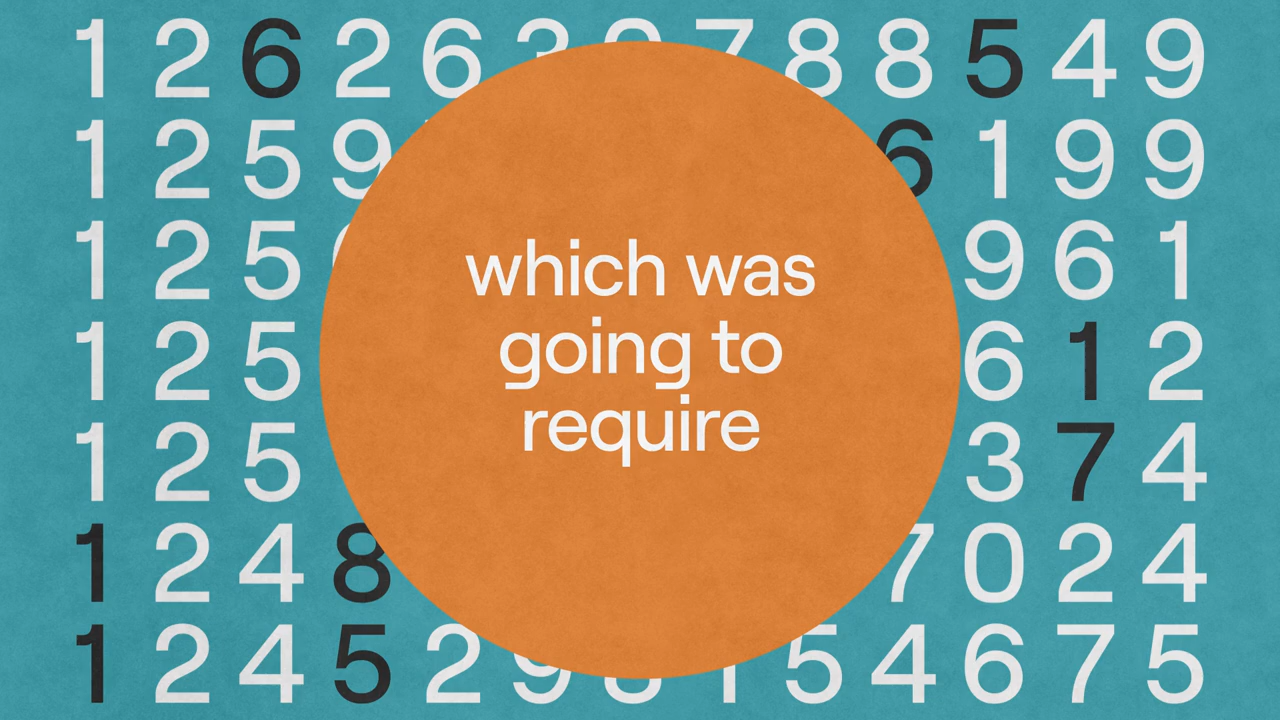 1 2 6 2 6 3 9 7 8 8 5 4 9
1 2 5 9 6 1 9 9
which was
1 2 5 9 6 1
going to
1 2 5 6 1 2
require
1 2 5 3 7 4
1 2 4 8 7 0 2 4
1 2 4 5 2 9 8 1 5 4 6 7 5